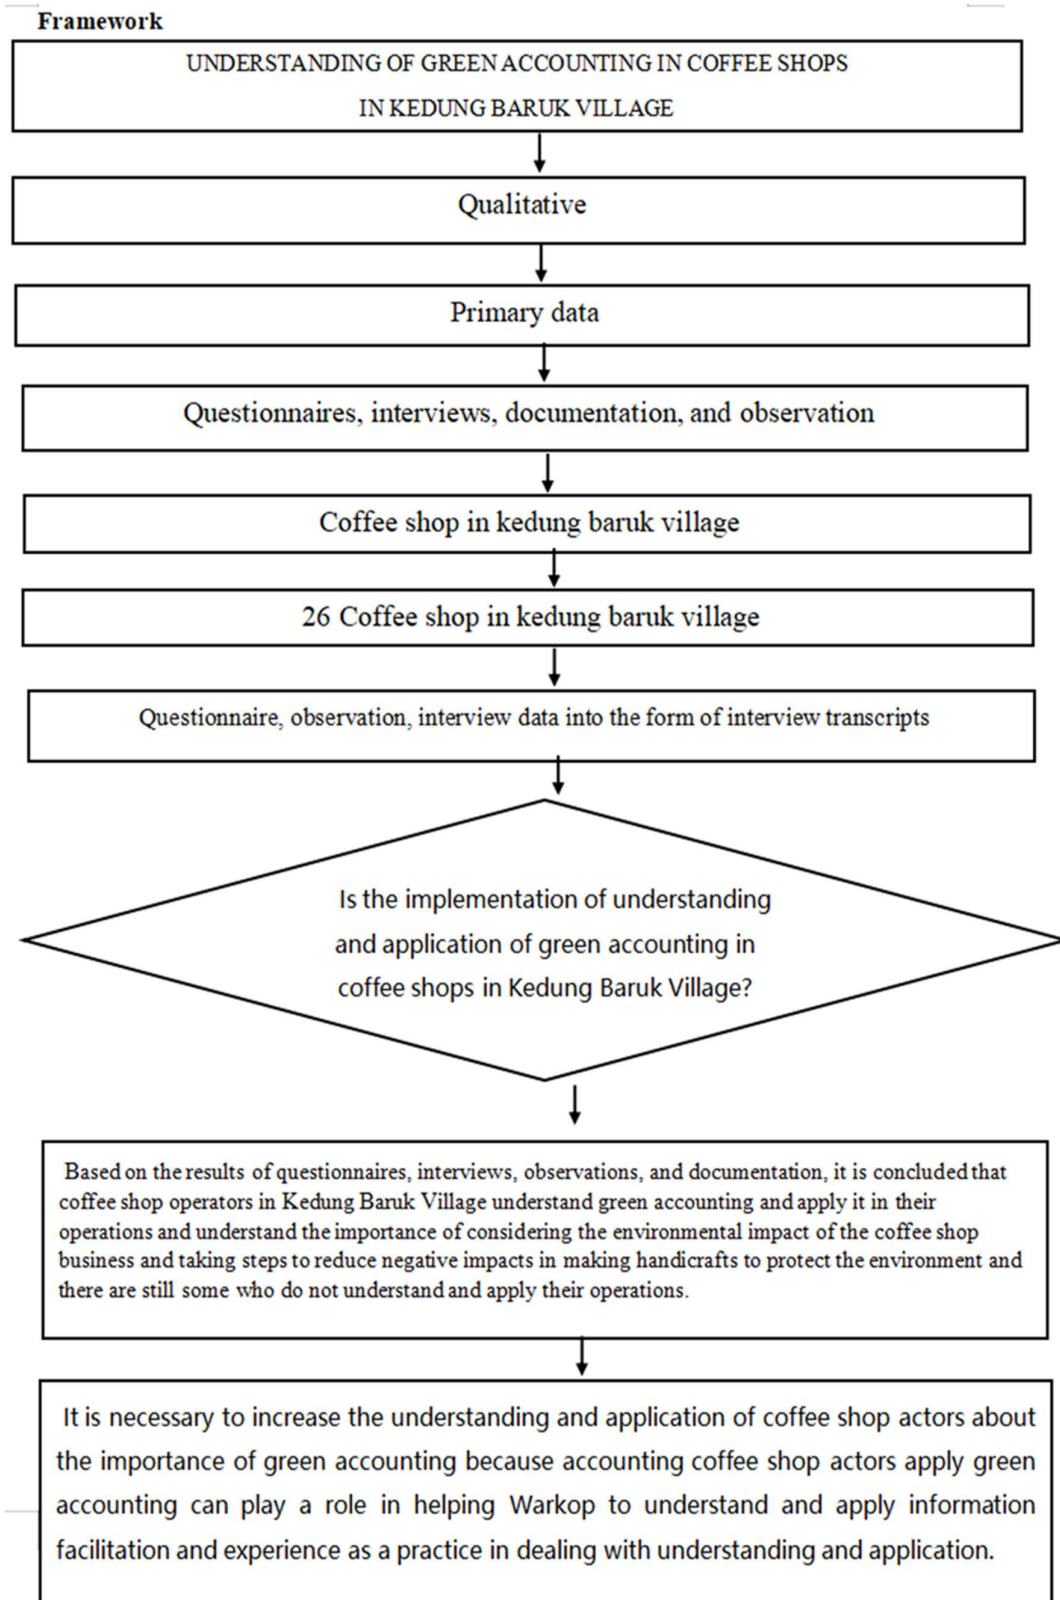 Framework
UNDERSTANDING OF GREEN ACCOUNTING IN COFFEE SHOPS
IN KEDUNG BARUK VILLAGE
Qualitative
Primary data
Questionnaires, interviews, documentation, and observation
Coffee shop in kedung baruk village
26 Coffee shop in kedung baruk village
Questionnaire, observation, interview data into the form of interview transcripts
Is the implementation of understanding
and application of green accounting in
coffee shops in Kedung Baruk Village?
Based on the results of questionnaires, interviews, observations, and documentation, it is concluded that
coffee shop operators in Kedung Baruk Village understand green accounting and apply it in their
operations and understand the importance of considering the environmental impact of the coffee shop
business and taking steps to reduce negative impacts in making handicrafts to protect the environment and
there are still some who do not understand and apply their operations.
It is necessary to increase the understanding and application of coffee shop actors about
the importance of green accounting because accounting coffee shop actors apply green
accounting can play a role in helping Warkop to understand and apply information
facilitation and experience as a practice in dealing with understanding and application.